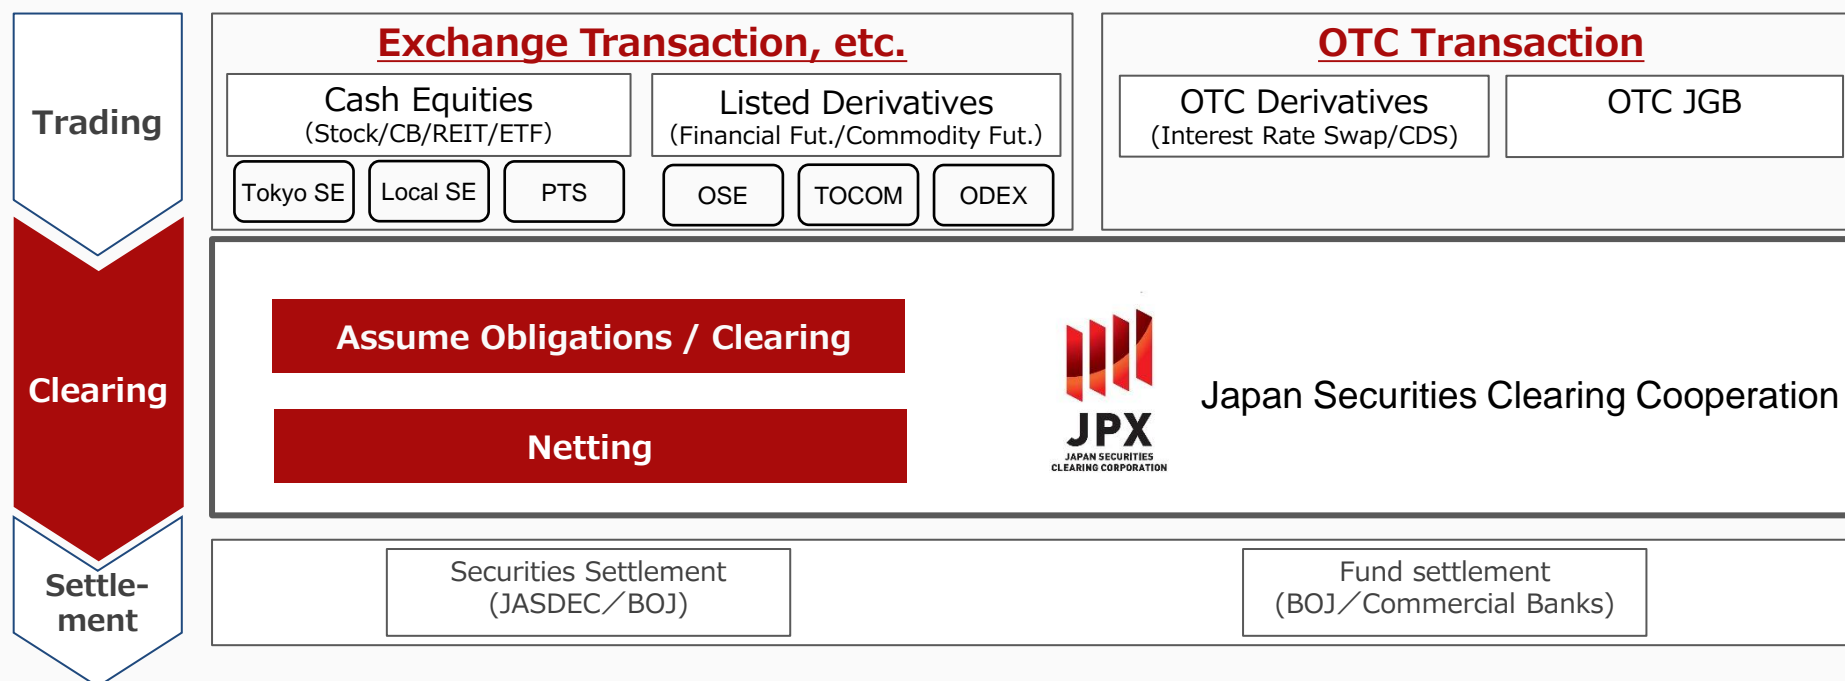 Trading
Exchange Transaction, etc.
Cash Equities
(Stock/CB/REIT/ETF)
Tokyo SE
Local SE
PTS
Listed Derivatives
(Financial Fut./Commodity Fut.)
OSE
TOCOM
ODEX
OTC Transaction
OTC Derivatives
(Interest Rate Swap/CDS)
OTC JGB
Clearing
Assume Obligations / Clearing
Netting
JPX
JAPAN SECURITIES
CLEARING CORPORATION
Japan Securities Clearing Cooperation
Settle-
ment
Securities Settlement
(JASDEC／BOJ)
Fund settlement
(BOJ／Commercial Banks)